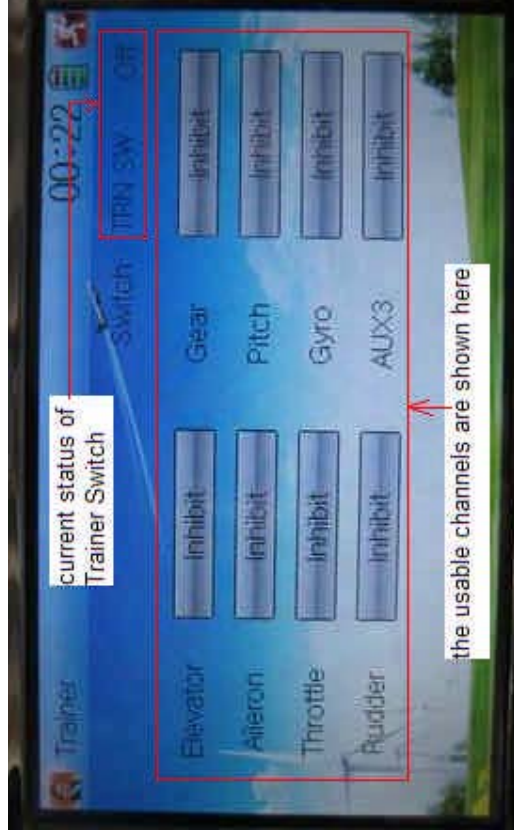 Trainer
00:22
current status of
Trainer Switch
Switch TRN SW Off
Elevator Inhibit Gear Inhibit
Aileron Inhibit Pitch Inhibit
Throttle Inhibit Gyro Inhibit
Rudder Inhibit AUX3 Inhibit
the usable channels are shown here